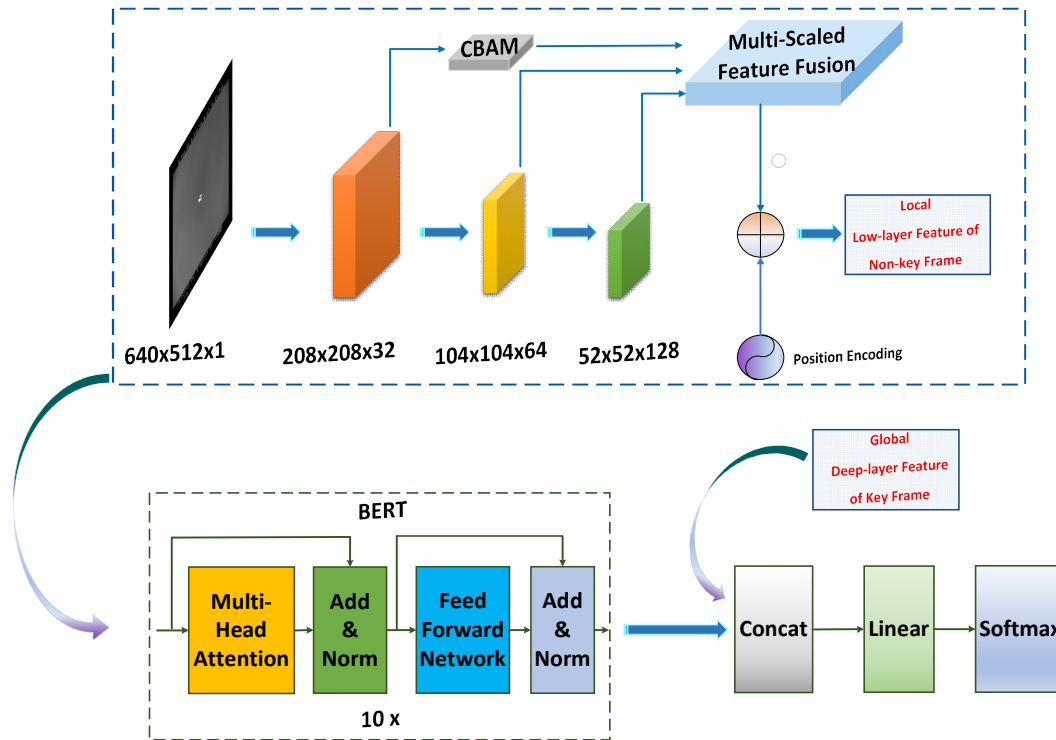 CBAM
Multi-Scaled
Feature Fusion
Local
Low-layer Feature of
Non-key Frame
640x512x1
208x208x32
104x104x64
52x52x128
Position Encoding
Global
Deep-layer Feature
of Key Frame
BERT
Multi-
Head
Attention
Add
&
Norm
Feed
Forward
Network
Add
&
Norm
10 x
Concat
Linear
Softmax